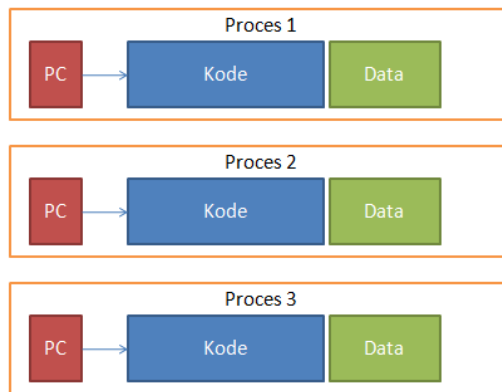 Proces 1
PC Kode Data
Proces 2
PC Kode Data
Proces 3
PC Kode Data